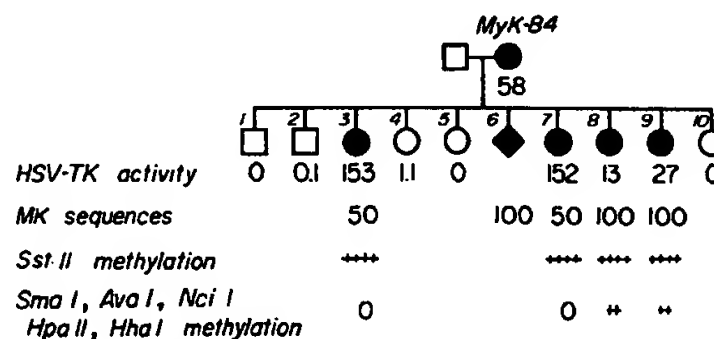 MyK-84
58
1 2 3 4 5 6 7 8 9 10
HSV-TK activity 0 0.1 153 1.1 0 152 13 27 0
MK sequences 50 100 50 100 100
Sst II methylation ++++ ++++ ++++ ++++
Sma I, Ava I, Nci I
Hpa II, Hha I methylation 0 0 ++ ++